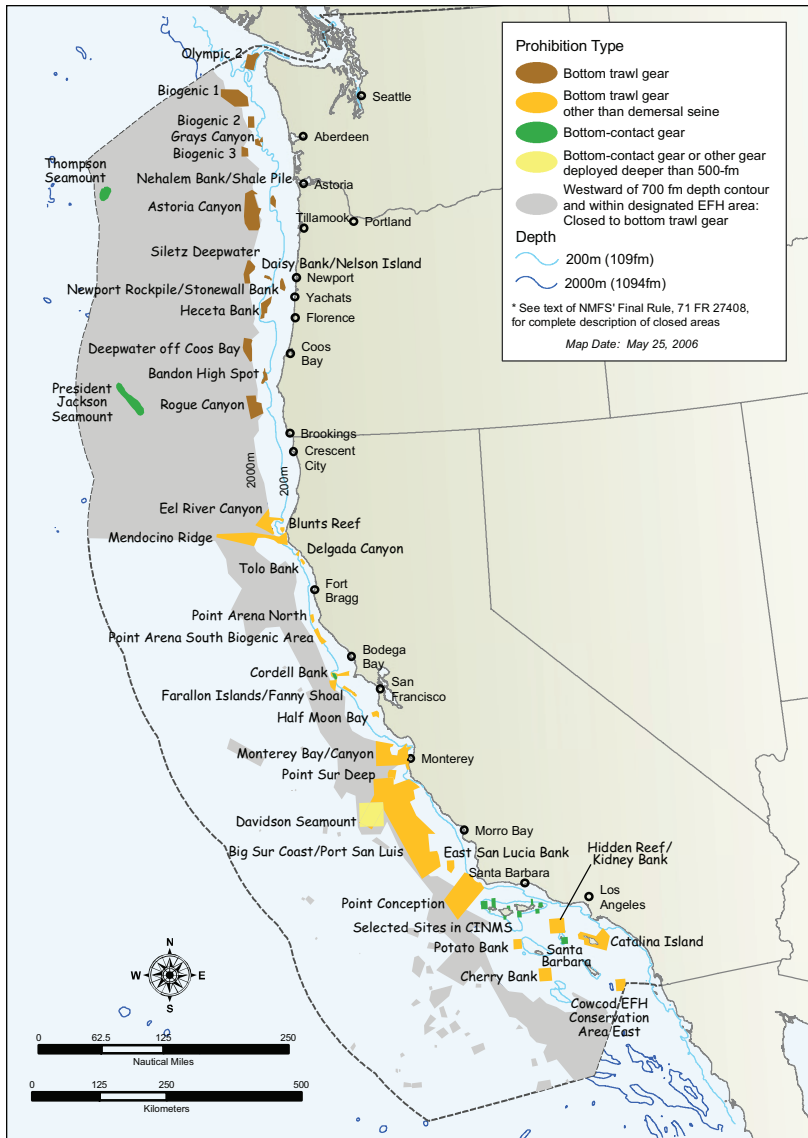 Prohibition Type
Bottom trawl gear
Bottom trawl gear
other than demersal seine
Bottom-contact gear
Bottom-contact gear or other gear
deployed deeper than 500-fm
Westward of 700 fm depth contour
and within designated EFH area:
Closed to bottom trawl gear
Depth
200m (109fm)
2000m (1094fm)
* See text of NMFS' Final Rule, 71 FR 27408,
for complete description of closed areas
Map Date: May 25, 2006
Olympic 2
Biogenic 1
Seattle
Biogenic 2
Grays Canyon
Aberdeen
Biogenic 3
Thompson
Seamount
Nehalem Bank/Shale Pile
Astoria
Astoria Canyon
Tillamook
Portland
Siletz Deepwater
Daisy Bank/Nelson Island
Newport
Newport Rockpile/Stonewall Bank
Yachats
Heceta Bank
Florence
Deepwater off Coos Bay
Coos
Bay
Bandon High Spot
President
Jackson
Seamount
Rogue Canyon
Brookings
Crescent
City
2000m
200m
Eel River Canyon
Blunts Reef
Mendocino Ridge
Delgada Canyon
Tolo Bank
Fort
Bragg
Point Arena North
Point Arena South Biogenic Area
Bodega
Bay
Cordell Bank
San
Francisco
Farallon Islands/Fanny Shoal
Half Moon Bay
Monterey Bay/Canyon
Monterey
Point Sur Deep
Davidson Seamount
Morro Bay
Big Sur Coast/Port San Luis
East San Lucia Bank
Hidden Reef/
Kidney Bank
Santa Barbara
Los
Angeles
Point Conception
Selected Sites in CINMS
Potato Bank
Santa
Barbara
Catalina Island
Cherry Bank
Cowcod EFH
Conservation
Area East
N
W
E
S
0
62.5
125
250
Nautical Miles
0
125
250
500
Kilometers